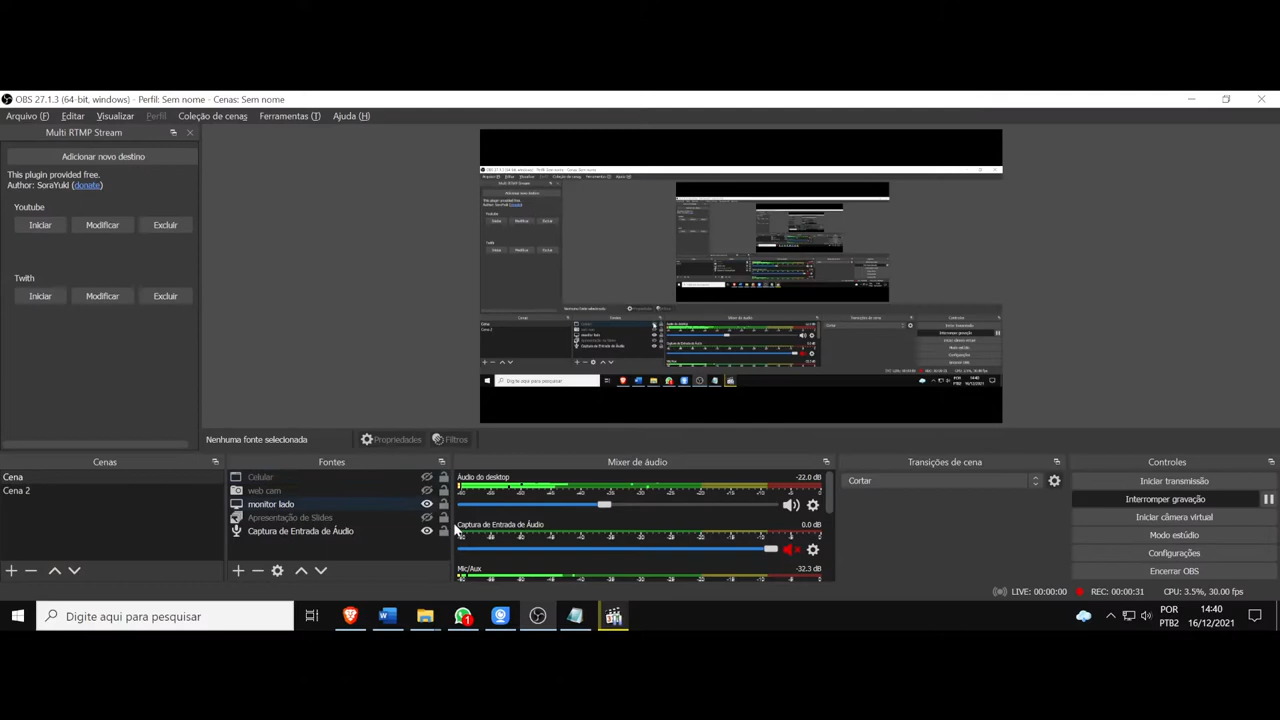 OBS 27.1.3 (64-bit, windows) - Perfil: Sem nome - Cenas: Sem nome
Arquivo (F) Editar Visualizar Perfil Coleção de cenas Ferramentas (T) Ajuda (H)
Multi RTMP Stream
Adicionar novo destino
This plugin provided free.
Author: SoraYuki (donate)
Youtube
Iniciar Modificar Excluir
Twith
Iniciar Modificar Excluir
Nenhuma fonte selecionada Propriedades Filtros
Cenas
Cena
Cena 2
Fontes
Celular
web cam
monitor lado
Apresentação de Slides
Captura de Entrada de Áudio
Mixer de áudio
Áudio do desktop -22.0 dB
Captura de Entrada de Áudio 0.0 dB
Mic/Aux -32.3 dB
Transições de cena
Cortar
Controles
Iniciar transmissão
Interromper gravação
Iniciar câmera virtual
Modo estúdio
Configurações
Encerrar OBS
LIVE: 00:00:00 REC: 00:00:31 CPU: 3.5%, 30.00 fps
Digite aqui para pesquisar
1
POR
PTB2
14:40
16/12/2021